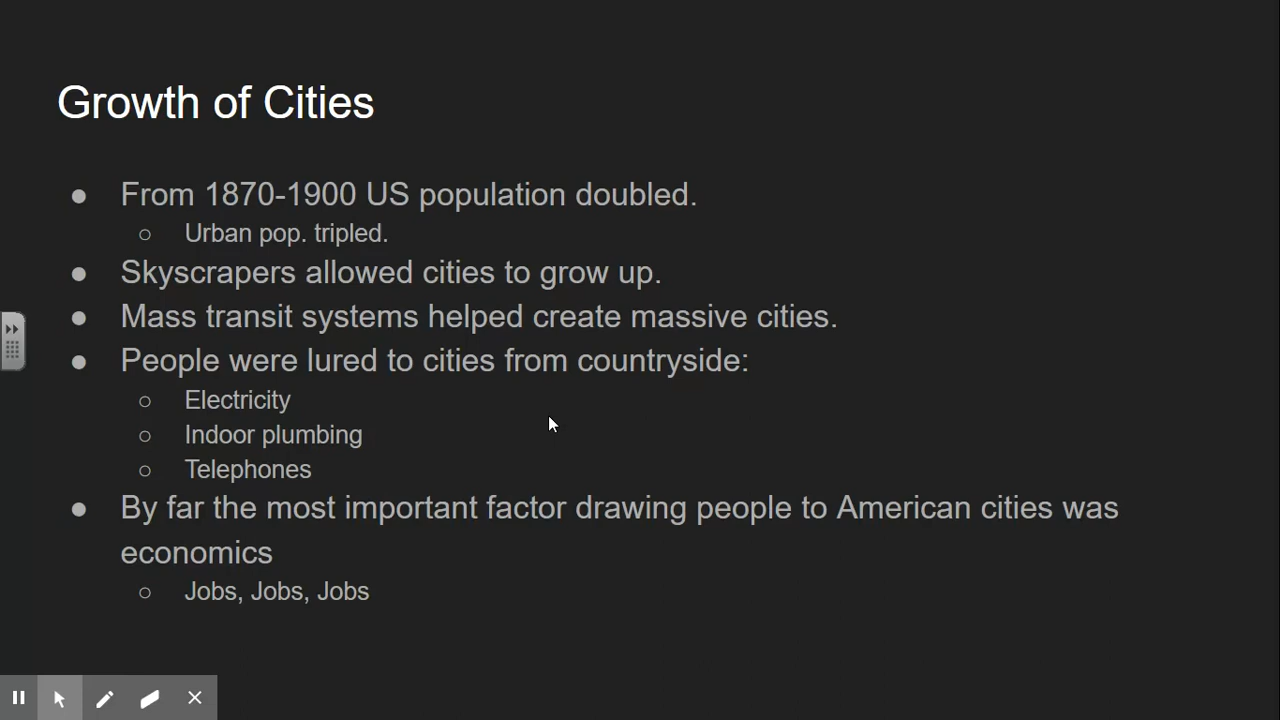 Growth of Cities
● From 1870-1900 US population doubled.
○ Urban pop. tripled.
● Skyscrapers allowed cities to grow up.
● Mass transit systems helped create massive cities.
● People were lured to cities from countryside:
○ Electricity
○ Indoor plumbing
○ Telephones
● By far the most important factor drawing people to American cities was
economics
○ Jobs, Jobs, Jobs